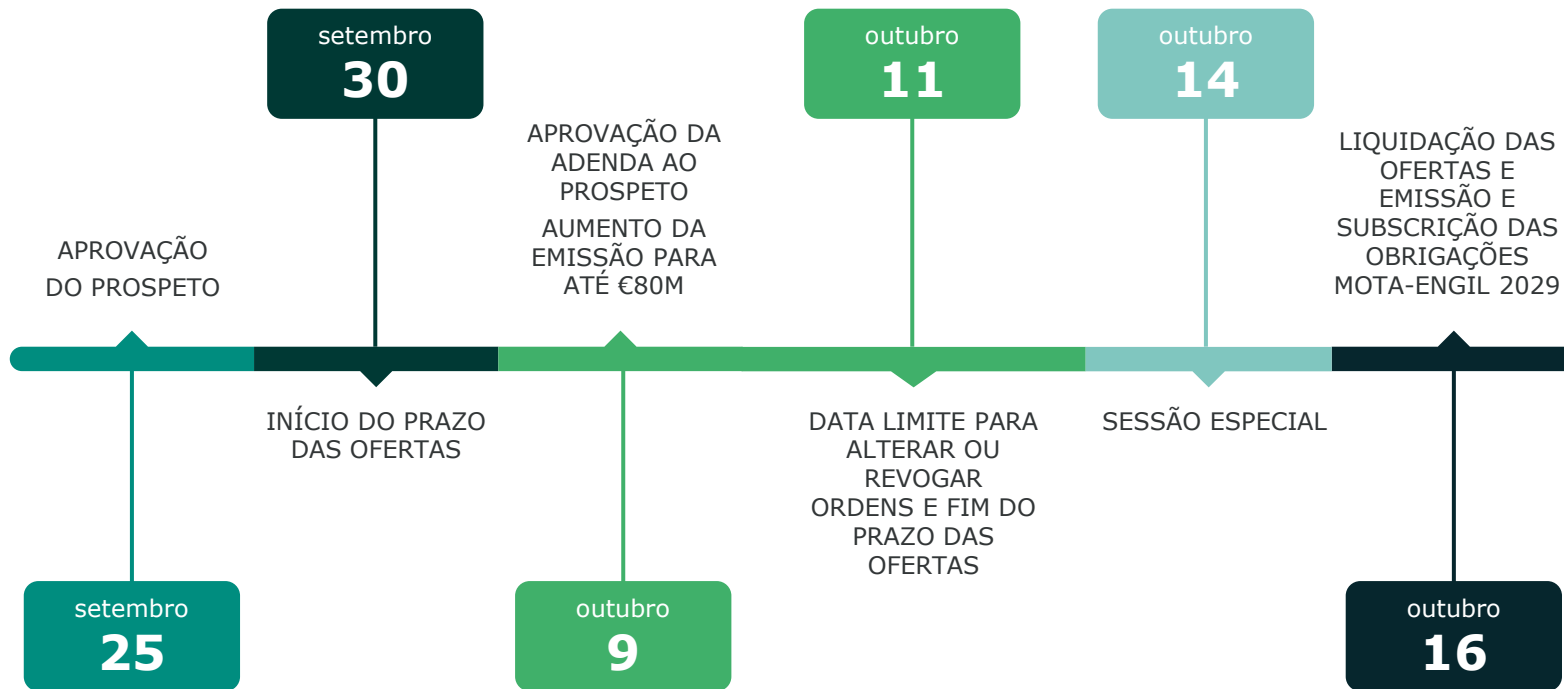 setembro
30
outubro
11
outubro
14
APROVAÇÃO
DO PROSPETO
APROVAÇÃO DA
ADENDA AO
PROSPETO
AUMENTO DA
EMISSÃO PARA
ATÉ €80M
LIQUIDAÇÃO DAS
OFERTAS E
EMISSÃO E
SUBSCRIÇÃO DAS
OBRIGAÇÕES
MOTA-ENGIL 2029
INÍCIO DO PRAZO
DAS OFERTAS
DATA LIMITE PARA
ALTERAR OU
REVOGAR
ORDENS E FIM DO
PRAZO DAS
OFERTAS
SESSÃO ESPECIAL
setembro
25
outubro
9
outubro
16